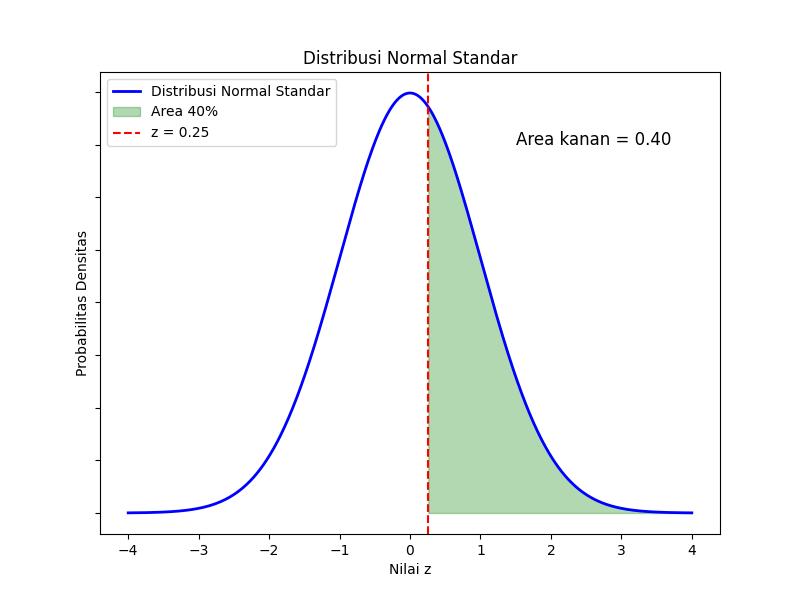 Distribusi Normal Standar
Distribusi Normal Standar
Area 40%
z = 0.25
Area kanan = 0.40
Probabilitas Densitas
−4 −3 −2 −1 0 1 2 3 4
Nilai z